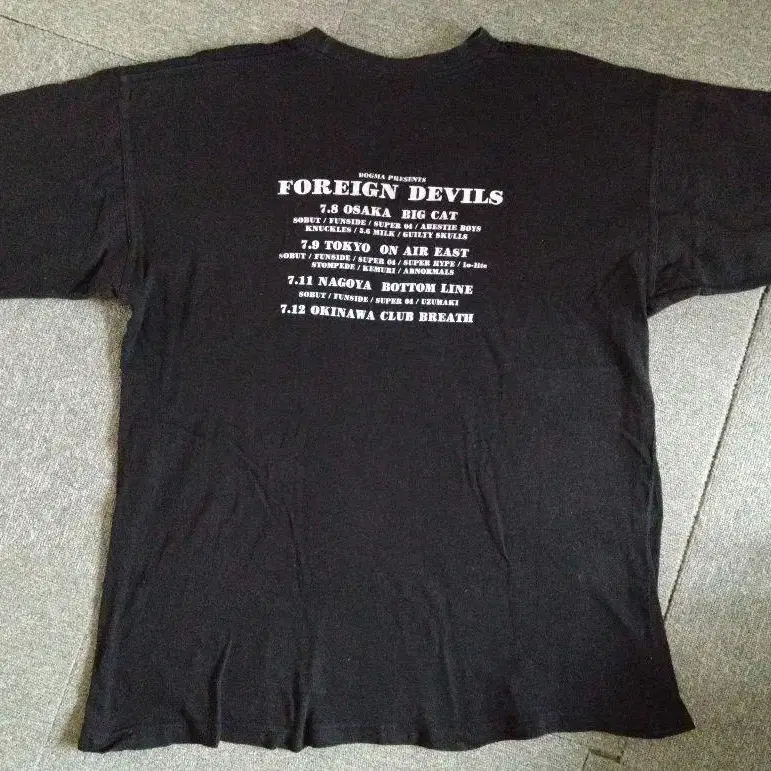 DOGMA PRESENTS
FOREIGN DEVILS
7.8 OSAKA BIG CAT
SOBUT / FUNSIDE / SUPER 04 / ABESTIE BOYS
KNUCKLES / 3.6 MILK / GUILTY SKULLS
7.9 TOKYO ON AIR EAST
SOBUT / FUNSIDE / SUPER 04 / SUPER HYPE / lo-lite
STOMPEDE / KEMURI / ABNORMALS
7.11 NAGOYA BOTTOM LINE
SOBUT / FUNSIDE / SUPER 04 / UZUMAKI
7.12 OKINAWA CLUB BREATH